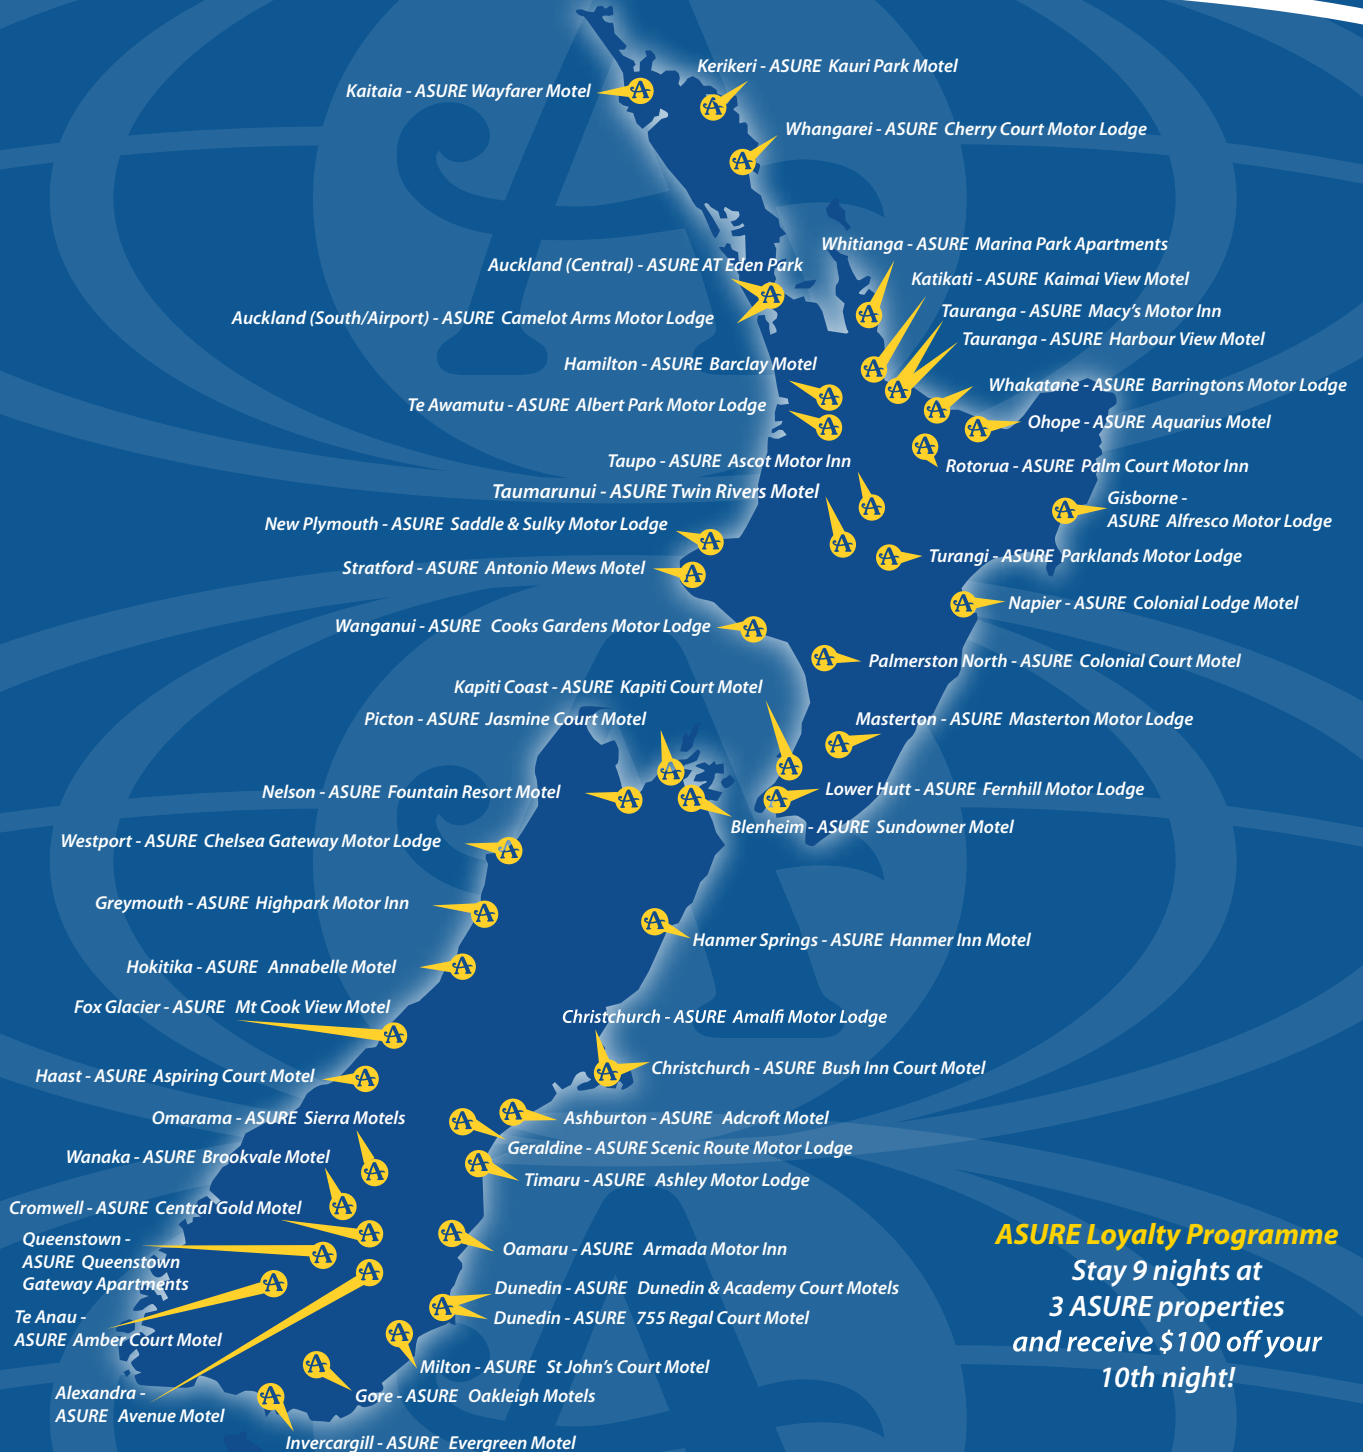 Kerikeri - ASURE Kauri Park Motel
Kaitaia - ASURE Wayfarer Motel
Whangarei - ASURE Cherry Court Motor Lodge
Whitianga - ASURE Marina Park Apartments
Auckland (Central) - ASURE AT Eden Park
Katikati - ASURE Kaimai View Motel
Tauranga - ASURE Macy's Motor Inn
Auckland (South/Airport) - ASURE Camelot Arms Motor Lodge
Tauranga - ASURE Harbour View Motel
Hamilton - ASURE Barclay Motel
Whakatane - ASURE Barringtons Motor Lodge
Te Awamutu - ASURE Albert Park Motor Lodge
Ohope - ASURE Aquarius Motel
Taupo - ASURE Ascot Motor Inn
Rotorua - ASURE Palm Court Motor Inn
Taumarunui - ASURE Twin Rivers Motel
Gisborne -
ASURE Alfresco Motor Lodge
New Plymouth - ASURE Saddle & Sulky Motor Lodge
Turangi - ASURE Parklands Motor Lodge
Stratford - ASURE Antonio Mews Motel
Napier - ASURE Colonial Lodge Motel
Wanganui - ASURE Cooks Gardens Motor Lodge
Palmerston North - ASURE Colonial Court Motel
Kapiti Coast - ASURE Kapiti Court Motel
Picton - ASURE Jasmine Court Motel
Masterton - ASURE Masterton Motor Lodge
Nelson - ASURE Fountain Resort Motel
Lower Hutt - ASURE Fernhill Motor Lodge
Blenheim - ASURE Sundowner Motel
Westport - ASURE Chelsea Gateway Motor Lodge
Greymouth - ASURE Highpark Motor Inn
Hanmer Springs - ASURE Hanmer Inn Motel
Hokitika - ASURE Annabelle Motel
Fox Glacier - ASURE Mt Cook View Motel
Christchurch - ASURE Amalfi Motor Lodge
Christchurch - ASURE Bush Inn Court Motel
Haast - ASURE Aspiring Court Motel
Omarama - ASURE Sierra Motels
Ashburton - ASURE Adcroft Motel
Geraldine - ASURE Scenic Route Motor Lodge
Wanaka - ASURE Brookvale Motel
Timaru - ASURE Ashley Motor Lodge
Cromwell - ASURE Central Gold Motel
Queenstown -
ASURE Queenstown
Gateway Apartments
Oamaru - ASURE Armada Motor Inn
Dunedin - ASURE Dunedin & Academy Court Motels
Dunedin - ASURE 755 Regal Court Motel
Te Anau -
ASURE Amber Court Motel
Milton - ASURE St John's Court Motel
Alexandra -
ASURE Avenue Motel
Gore - ASURE Oakleigh Motels
Invercargill - ASURE Evergreen Motel
ASURE Loyalty Programme
Stay 9 nights at
3 ASURE properties
and receive $100 off your
10th night!